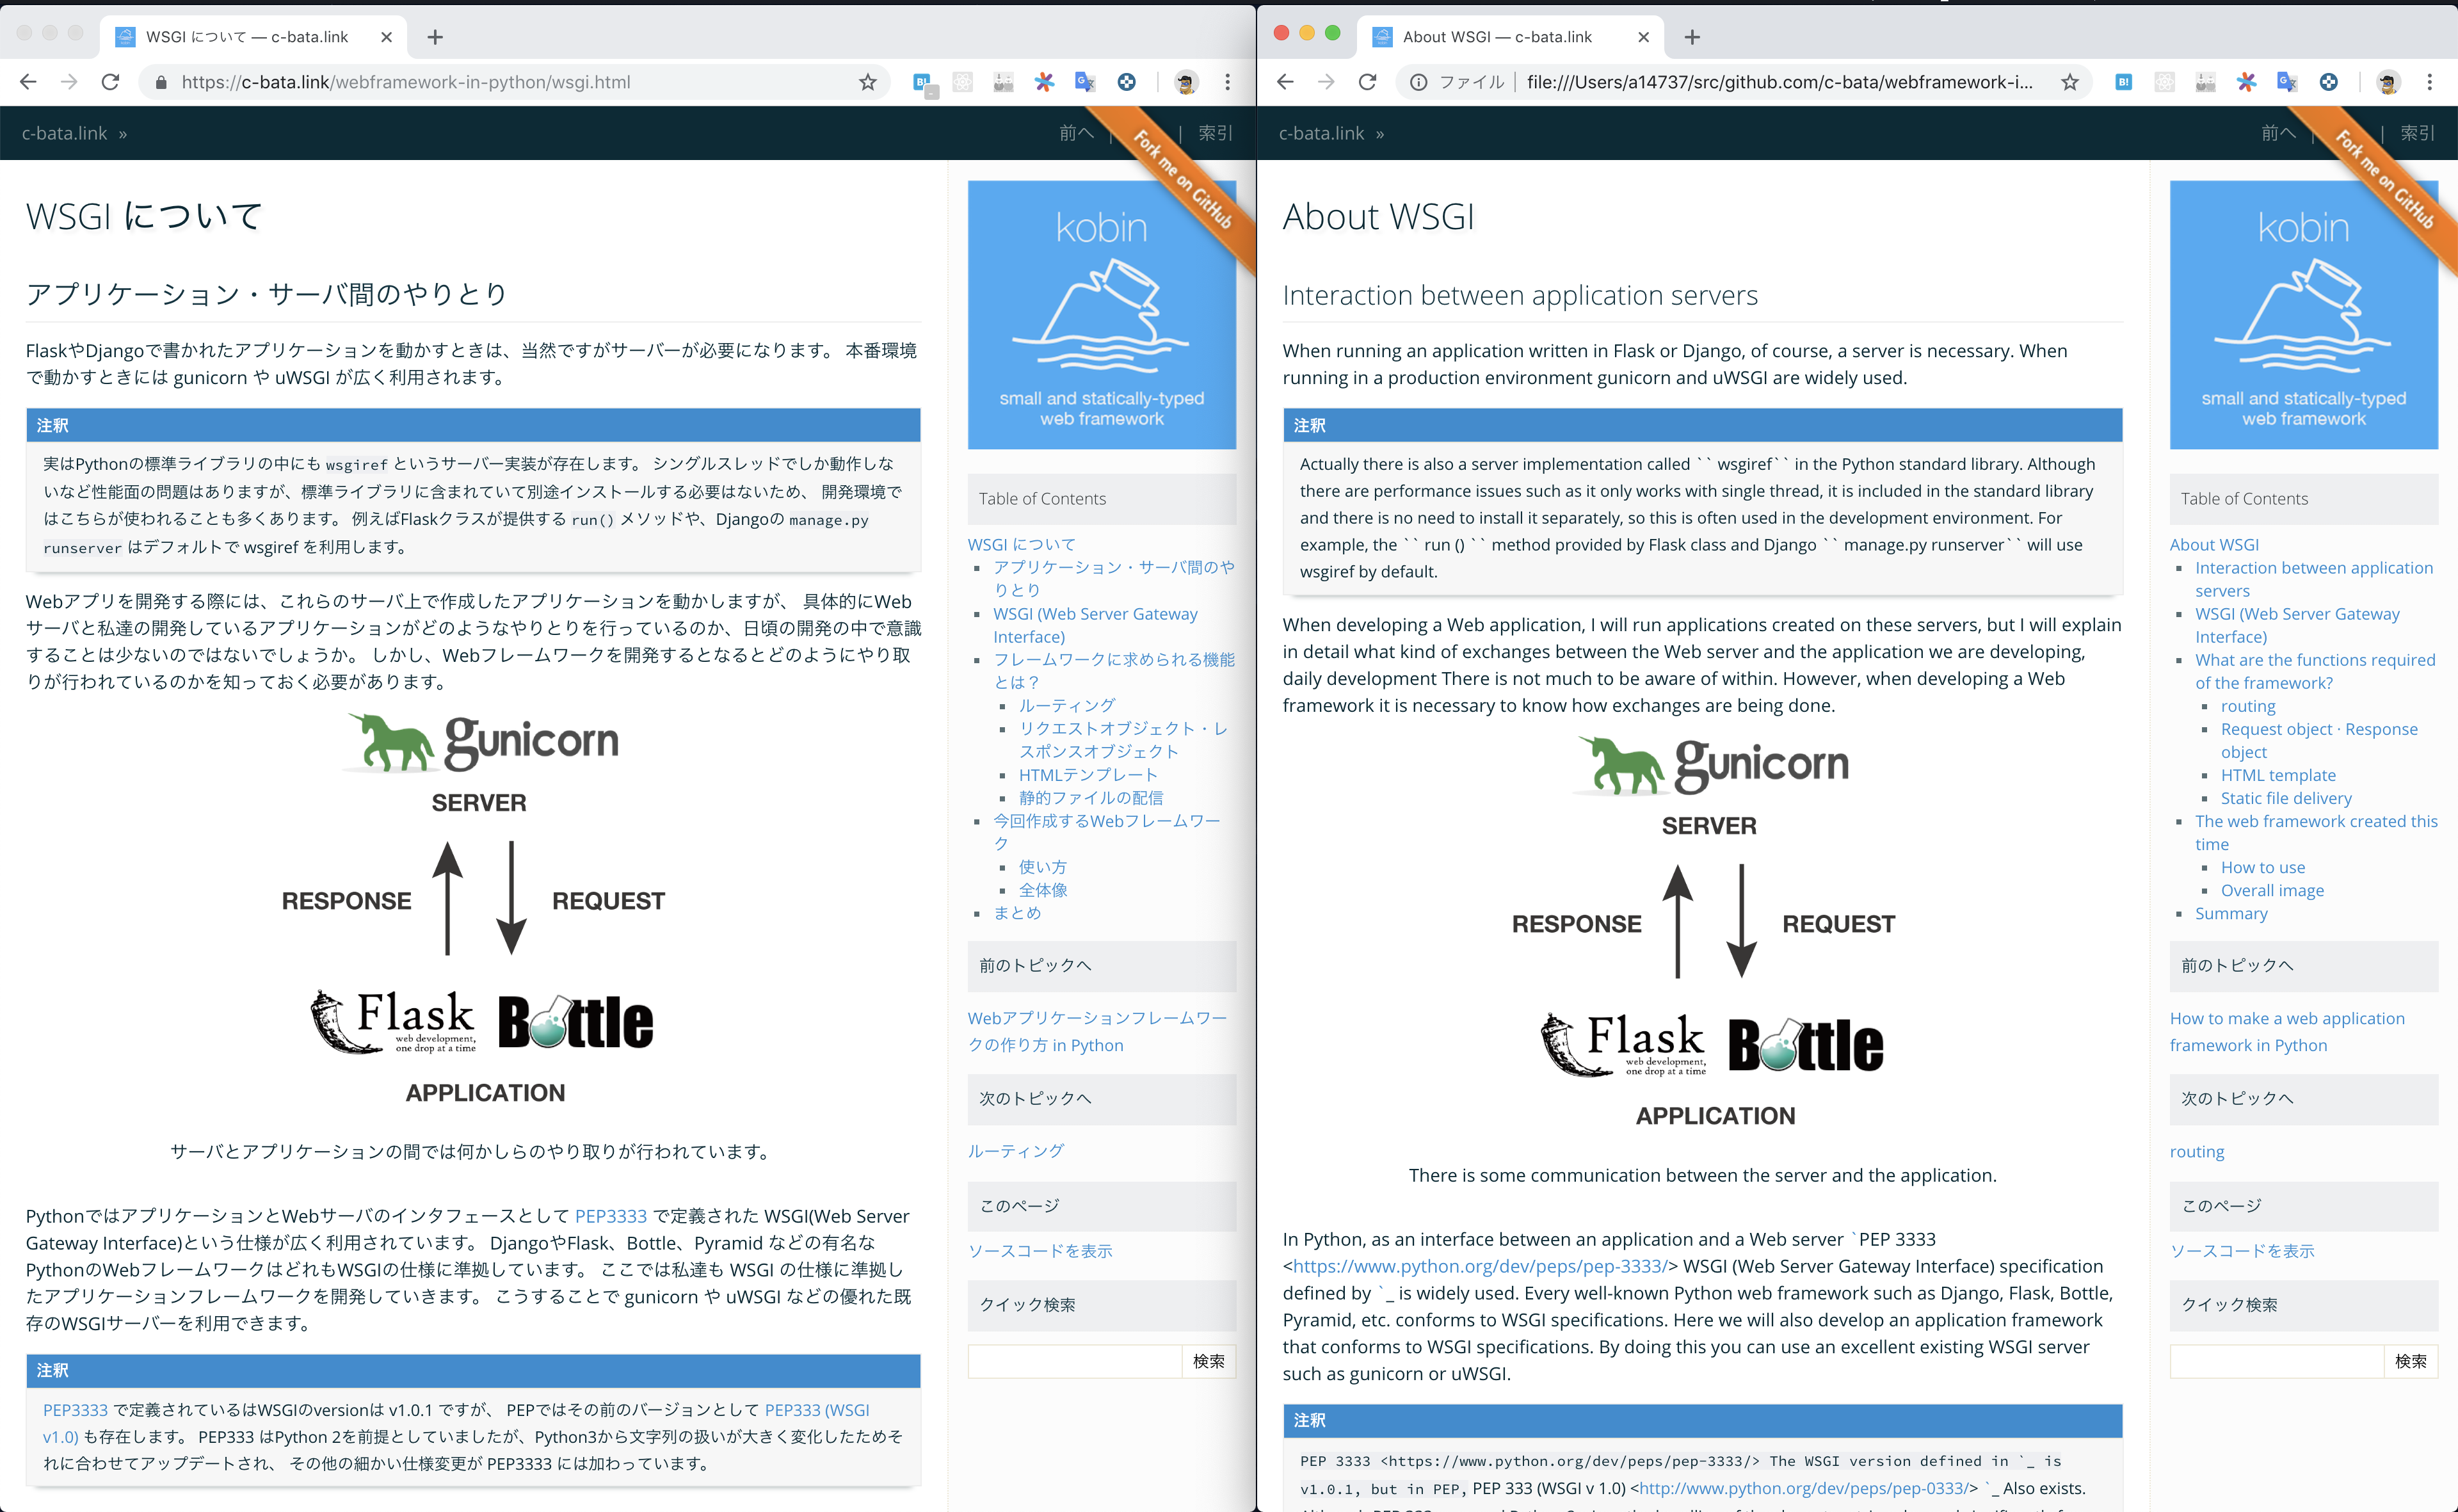 WSGI について — c-bata.link
https://c-bata.link/webframework-in-python/wsgi.html
c-bata.link »
前へ | | 索引
Fork me on GitHub
WSGI について
アプリケーション・サーバ間のやりとり
FlaskやDjangoで書かれたアプリケーションを動かすときは、当然ですがサーバーが必要になります。 本番環境
で動かすときには gunicorn や uWSGI が広く利用されます。
注釈
実はPythonの標準ライブラリの中にも wsgiref というサーバー実装が存在します。 シングルスレッドでしか動作しな
いなど性能面の問題はありますが、標準ライブラリに含まれていて別途インストールする必要はないため、 開発環境で
はこちらが使われることも多くあります。 例えばFlaskクラスが提供する run() メソッドや、Djangoの manage.py
runserver はデフォルトで wsgiref を利用します。
Webアプリを開発する際には、これらのサーバ上で作成したアプリケーションを動かしますが、 具体的にWeb
サーバと私達の開発しているアプリケーションがどのようなやりとりを行っているのか、日頃の開発の中で意識
することは少ないのではないでしょうか。 しかし、Webフレームワークを開発するとなるとどのようにやり取
りが行われているのかを知っておく必要があります。
gunicorn
SERVER
RESPONSE
REQUEST
Flask
web development,
one drop at a time
Bottle
APPLICATION
サーバとアプリケーションの間では何かしらのやり取りが行われています。
PythonではアプリケーションとWebサーバのインタフェースとして PEP3333 で定義された WSGI(Web Server
Gateway Interface)という仕様が広く利用されています。 DjangoやFlask、Bottle、Pyramid などの有名な
PythonのWebフレームワークはどれもWSGIの仕様に準拠しています。 ここでは私達も WSGI の仕様に準拠し
たアプリケーションフレームワークを開発していきます。 こうすることで gunicorn や uWSGI などの優れた既
存のWSGIサーバーを利用できます。
注釈
PEP3333 で定義されているはWSGIのversionは v1.0.1 ですが、 PEPではその前のバージョンとして PEP333 (WSGI
v1.0) も存在します。 PEP333 はPython 2を前提としていましたが、Python3から文字列の扱いが大きく変化したためそ
れに合わせてアップデートされ、 その他の細かい仕様変更が PEP3333 には加わっています。
kobin
small and statically-typed
web framework
Table of Contents
WSGI について
アプリケーション・サーバ間のや
りとり
WSGI (Web Server Gateway
Interface)
フレームワークに求められる機能
とは？
ルーティング
リクエストオブジェクト・レ
スポンスオブジェクト
HTMLテンプレート
静的ファイルの配信
今回作成するWebフレームワー
ク
使い方
全体像
まとめ
前のトピックへ
Webアプリケーションフレームワー
クの作り方 in Python
次のトピックへ
ルーティング
このページ
ソースコードを表示
クイック検索
検索
About WSGI — c-bata.link
ファイル | file:///Users/a14737/src/github.com/c-bata/webframework-i...
c-bata.link »
前へ | | 索引
Fork me on GitHub
About WSGI
Interaction between application servers
When running an application written in Flask or Django, of course, a server is necessary. When
running in a production environment gunicorn and uWSGI are widely used.
注釈
Actually there is also a server implementation called `` wsgiref`` in the Python standard library. Although
there are performance issues such as it only works with single thread, it is included in the standard library
and there is no need to install it separately, so this is often used in the development environment. For
example, the `` run () `` method provided by Flask class and Django `` manage.py runserver`` will use
wsgiref by default.
When developing a Web application, I will run applications created on these servers, but I will explain
in detail what kind of exchanges between the Web server and the application we are developing,
daily development There is not much to be aware of within. However, when developing a Web
framework it is necessary to know how exchanges are being done.
gunicorn
SERVER
RESPONSE
REQUEST
Flask
web development,
one drop at a time
Bottle
APPLICATION
There is some communication between the server and the application.
In Python, as an interface between an application and a Web server `PEP 3333
<https://www.python.org/dev/peps/pep-3333/> WSGI (Web Server Gateway Interface) specification
defined by `_ is widely used. Every well-known Python web framework such as Django, Flask, Bottle,
Pyramid, etc. conforms to WSGI specifications. Here we will also develop an application framework
that conforms to WSGI specifications. By doing this you can use an excellent existing WSGI server
such as gunicorn or uWSGI.
注釈
PEP 3333 <https://www.python.org/dev/peps/pep-3333/> The WSGI version defined in `_ is
v1.0.1, but in PEP, PEP 333 (WSGI v 1.0) <http://www.python.org/dev/peps/pep-0333/> `_ Also exists.
kobin
small and statically-typed
web framework
Table of Contents
About WSGI
Interaction between application
servers
WSGI (Web Server Gateway
Interface)
What are the functions required
of the framework?
routing
Request object · Response
object
HTML template
Static file delivery
The web framework created this
time
How to use
Overall image
Summary
前のトピックへ
How to make a web application
framework in Python
次のトピックへ
routing
このページ
ソースコードを表示
クイック検索
検索